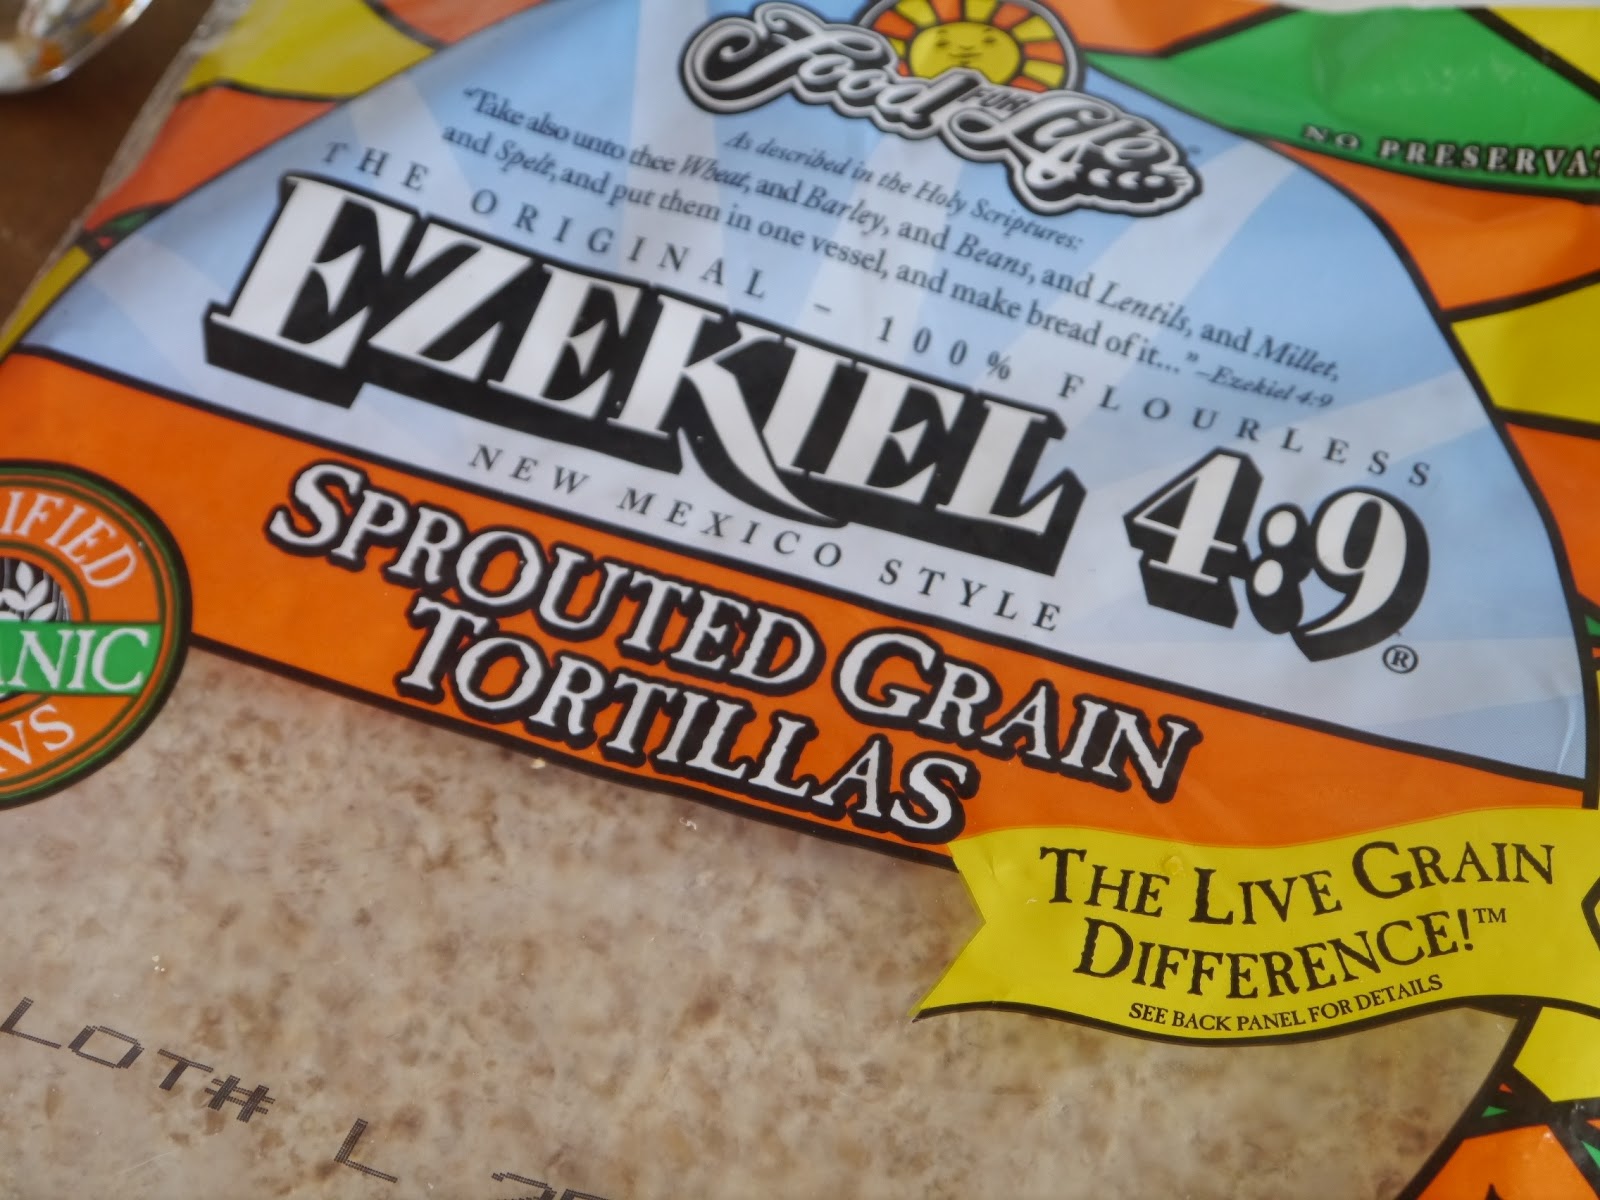 Food FOR Life
NO PRESERVA
As described in the Holy Scriptures:
"Take also unto thee Wheat, and Barley, and Beans, and Lentils, and Millet,
and Spelt, and put them in one vessel, and make bread of it..." –Ezekiel 4:9
THE ORIGINAL – 100% FLOURLESS
EZEKIEL 4:9®
NEW MEXICO STYLE
SPROUTED GRAIN
TORTILLAS
IFIED
ANIC
VS
THE LIVE GRAIN
DIFFERENCE!™
SEE BACK PANEL FOR DETAILS
LOT# L